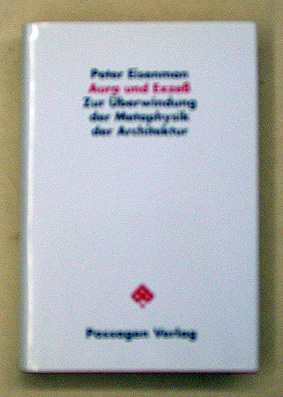 Peter Eisenman
Aura und Exzeß
Zur Überwindung
der Metaphysik
der Architektur
Passagen Verlag